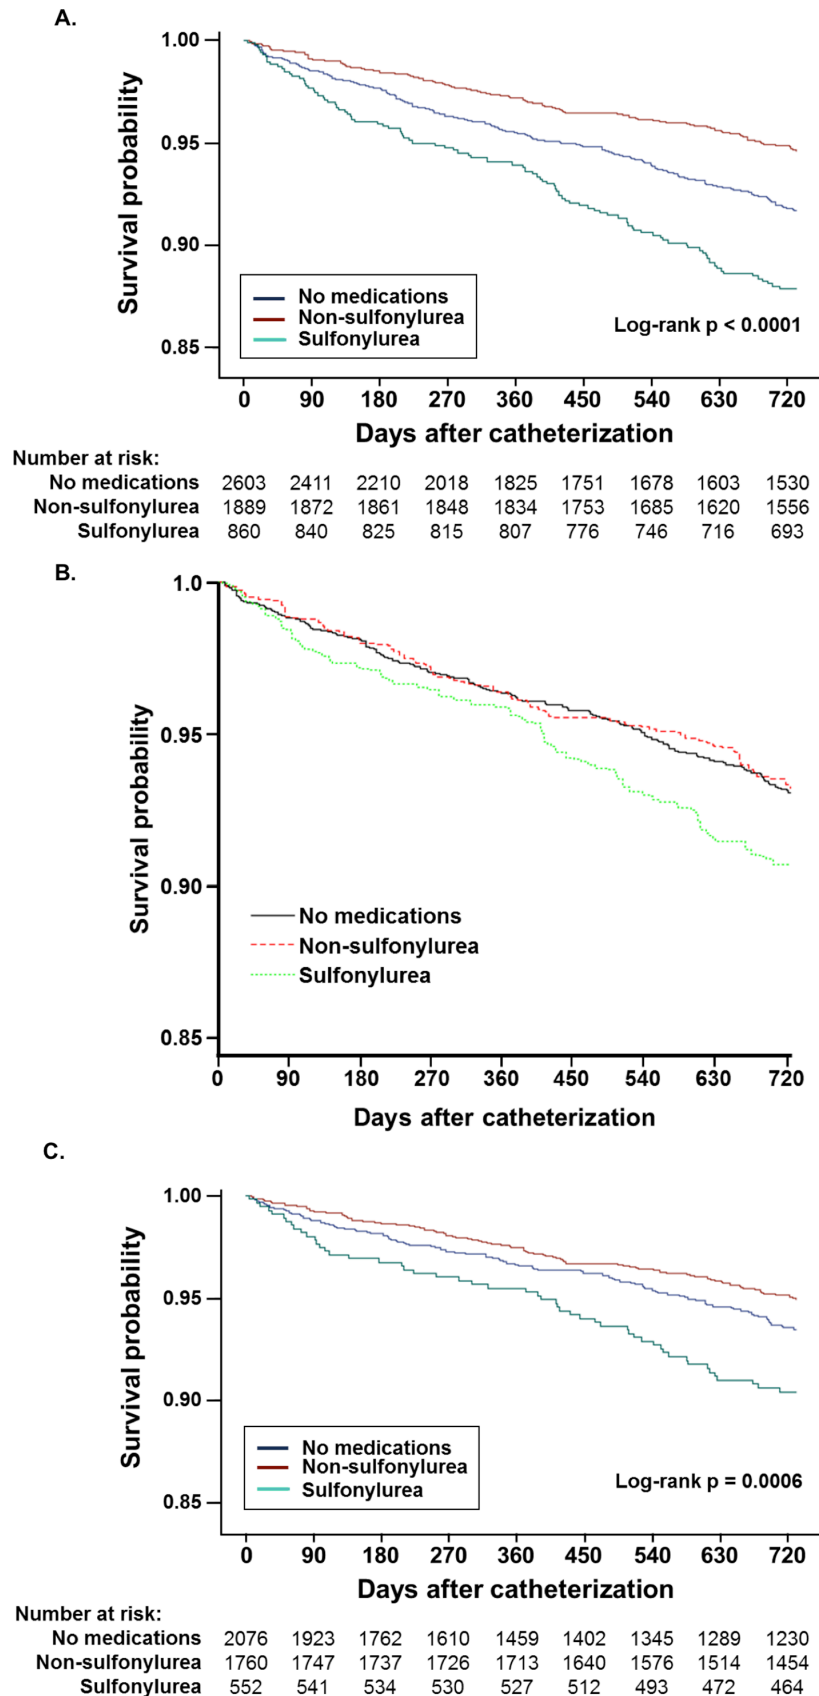 A.
1.00
0.95
0.90
0.85
Survival probability
No medications
Non-sulfonylurea
Sulfonylurea
Log-rank p < 0.0001
0 90 180 270 360 450 540 630 720
Days after catheterization
Number at risk:
No medications 2603 2411 2210 2018 1825 1751 1678 1603 1530
Non-sulfonylurea 1889 1872 1861 1848 1834 1753 1685 1620 1556
Sulfonylurea 860 840 825 815 807 776 746 716 693
B.
1.0
0.95
0.90
0.85
Survival probability
No medications
Non-sulfonylurea
Sulfonylurea
0 90 180 270 360 450 540 630 720
Days after catheterization
C.
1.00
0.95
0.90
0.85
Survival probability
No medications
Non-sulfonylurea
Sulfonylurea
Log-rank p = 0.0006
0 90 180 270 360 450 540 630 720
Days after catheterization
Number at risk:
No medications 2076 1923 1762 1610 1459 1402 1345 1289 1230
Non-sulfonylurea 1760 1747 1737 1726 1713 1640 1576 1514 1454
Sulfonylurea 552 541 534 530 527 512 493 472 464